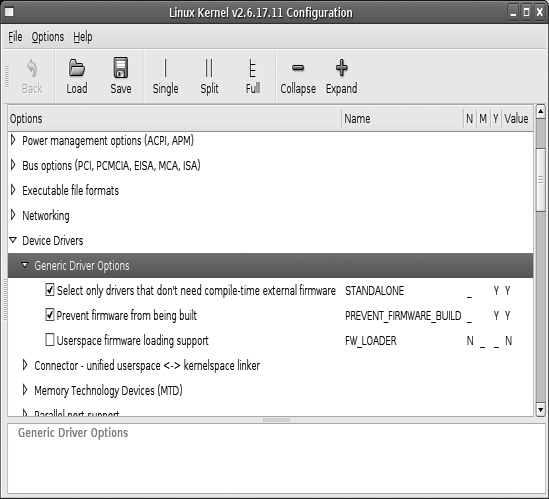 Linux Kernel v2.6.17.11 Configuration
File Options Help
Back Load Save Single Split Full Collapse Expand
Options Name N M Y Value
Power management options (ACPI, APM)
Bus options (PCI, PCMCIA, EISA, MCA, ISA)
Executable file formats
Networking
Device Drivers
Generic Driver Options
Select only drivers that don't need compile-time external firmware STANDALONE _ Y Y
Prevent firmware from being built PREVENT_FIRMWARE_BUILD _ Y Y
Userspace firmware loading support FW_LOADER N _ _ N
Connector - unified userspace <-> kernelspace linker
Memory Technology Devices (MTD)
Parallel port support
Generic Driver Options